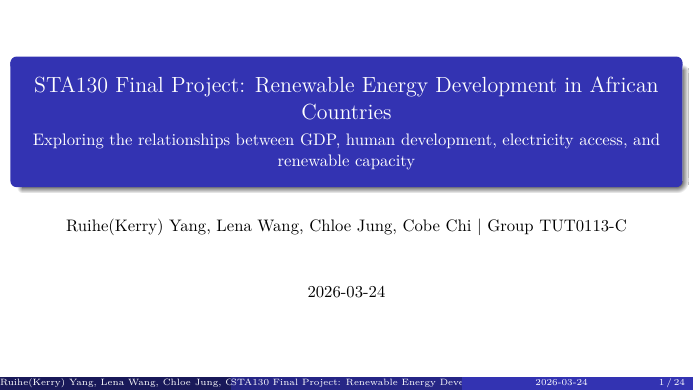 STA130 Final Project: Renewable Energy Development in African
Countries
Exploring the relationships between GDP, human development, electricity access, and
renewable capacity
Ruihe(Kerry) Yang, Lena Wang, Chloe Jung, Cobe Chi | Group TUT0113-C
2026-03-24
Ruihe(Kerry) Yang, Lena Wang, Chloe Jung, C STA130 Final Project: Renewable Energy Deve 2026-03-24 1 / 24